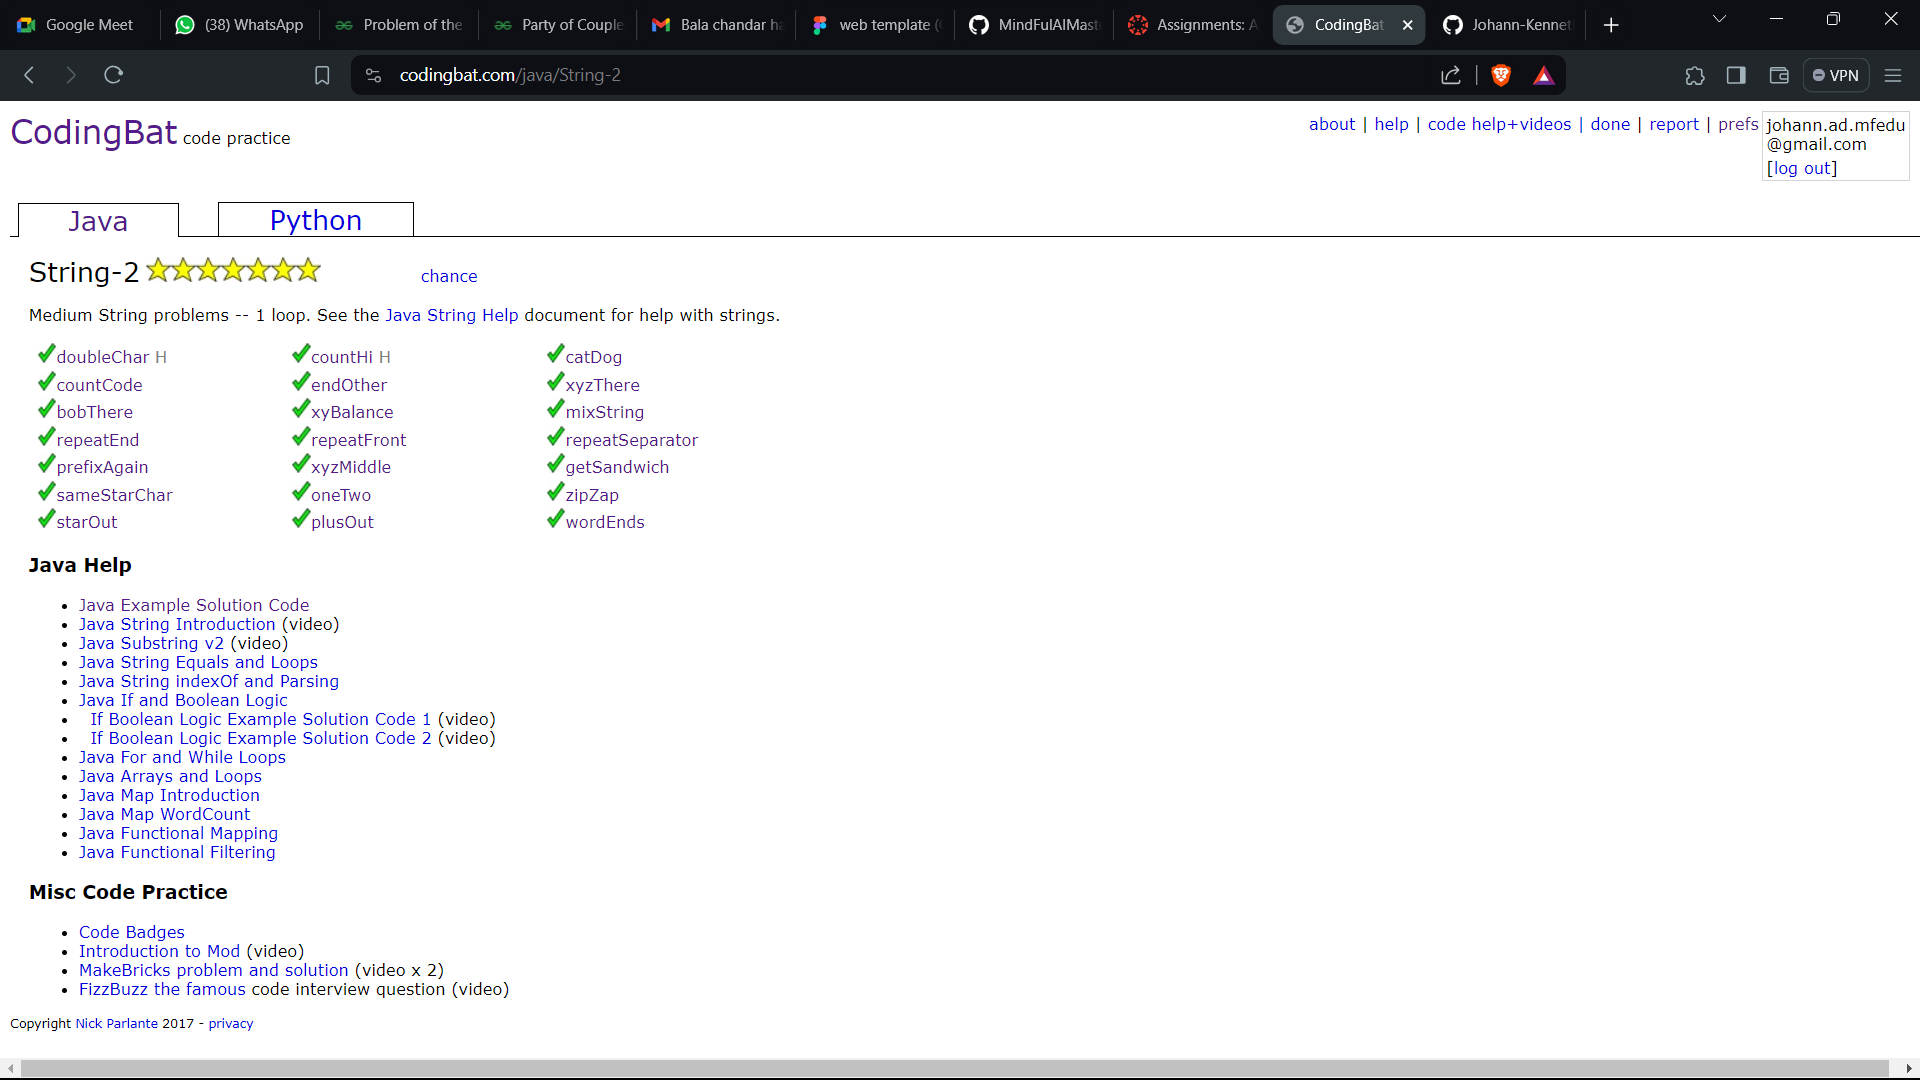 Google Meet
(38) WhatsApp
Problem of the
Party of Couple
Bala chandar ha
web template (
MindFulAIMast
Assignments: A
CodingBat
Johann-Kennet
codingbat.com/java/String-2
VPN
CodingBat code practice
about | help | code help+videos | done | report | prefs
johann.ad.mfedu
@gmail.com
[log out]
Java
Python
String-2
chance
Medium String problems -- 1 loop. See the Java String Help document for help with strings.
doubleChar H countHi H catDog
countCode endOther xyzThere
bobThere xyBalance mixString
repeatEnd repeatFront repeatSeparator
prefixAgain xyzMiddle getSandwich
sameStarChar oneTwo zipZap
starOut plusOut wordEnds
Java Help
Java Example Solution Code
Java String Introduction (video)
Java Substring v2 (video)
Java String Equals and Loops
Java String indexOf and Parsing
Java If and Boolean Logic
If Boolean Logic Example Solution Code 1 (video)
If Boolean Logic Example Solution Code 2 (video)
Java For and While Loops
Java Arrays and Loops
Java Map Introduction
Java Map WordCount
Java Functional Mapping
Java Functional Filtering
Misc Code Practice
Code Badges
Introduction to Mod (video)
MakeBricks problem and solution (video x 2)
FizzBuzz the famous code interview question (video)
Copyright Nick Parlante 2017 - privacy